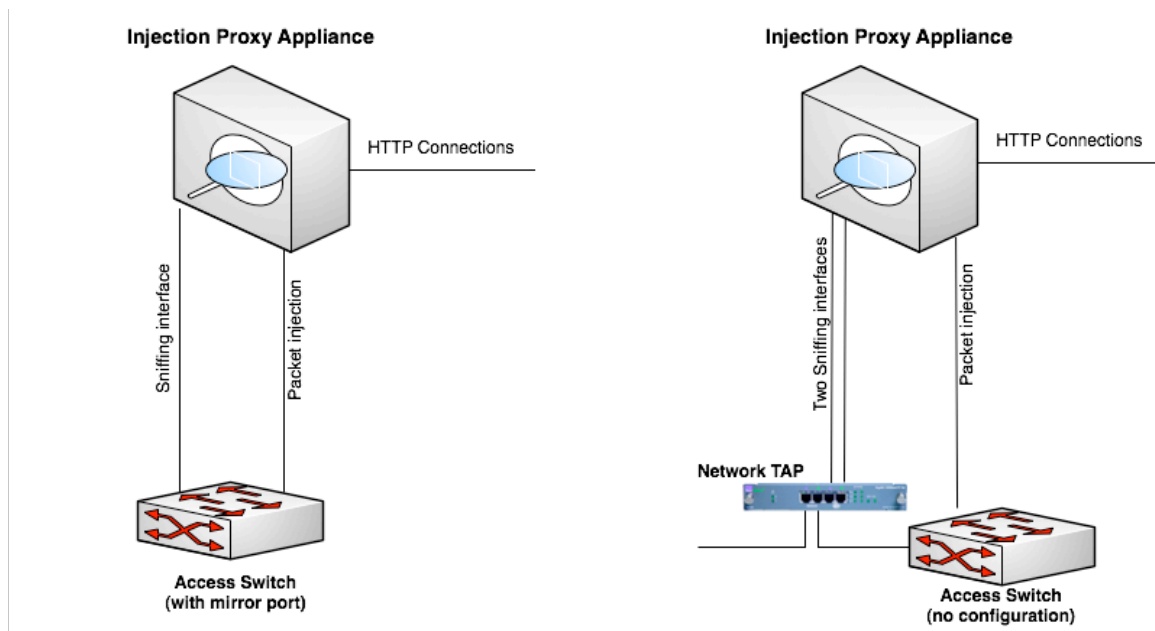 Injection Proxy Appliance
HTTP Connections
Sniffing interface
Packet injection
Access Switch
(with mirror port)
Injection Proxy Appliance
HTTP Connections
Two Sniffing interfaces
Packet injection
Network TAP
Access Switch
(no configuration)